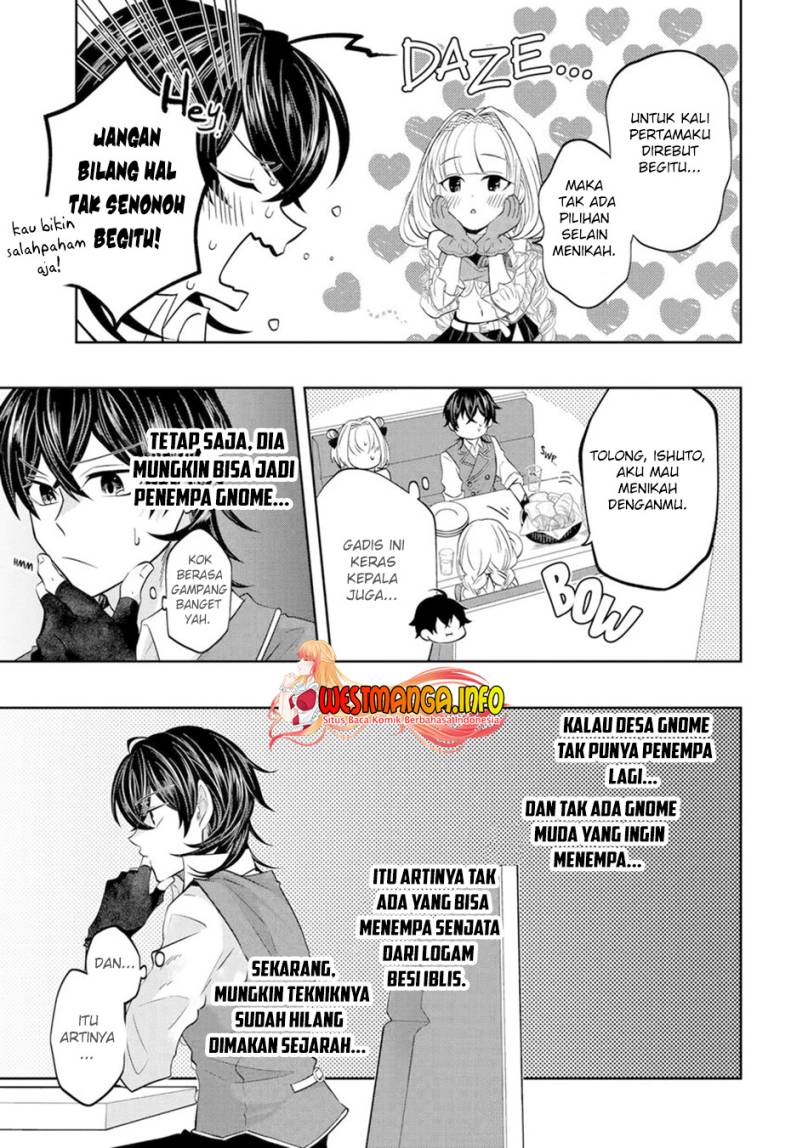 UNTUK KALI
PERTAMAKU
DIREBUT
BEGITU...
MAKA
TAK ADA
PILIHAN
SELAIN
MENIKAH.
DAZE...
Hey!
JANGAN
BILANG HAL
TAK SENONOH
BEGITU!
kau bikin
salahpaham
aja!
TOLONG, ISHUTO,
AKU MAU
MENIKAH
DENGANMU.
SWP
BOW
GADIS INI
KERAS
KEPALA
JUGA...
TETAP SAJA, DIA
MUNGKIN BISA JADI
PENEMPA GNOME...
KOK
BERASA
GAMPANG
BANGET
YAH.
HMM
WESTMANGA.INFO
Situs Baca Komik Berbahasa Indonesia
KALAU DESA GNOME
TAK PUNYA PENEMPA
LAGI...
DAN TAK ADA GNOME
MUDA YANG INGIN
MENEMPA...
ITU ARTINYA TAK
ADA YANG BISA
MENEMPA SENJATA
DARI LOGAM
BESI IBLIS.
SEKARANG,
MUNGKIN TEKNIKNYA
SUDAH HILANG
DIMAKAN SEJARAH...
DAN...
ITU
ARTINYA
...